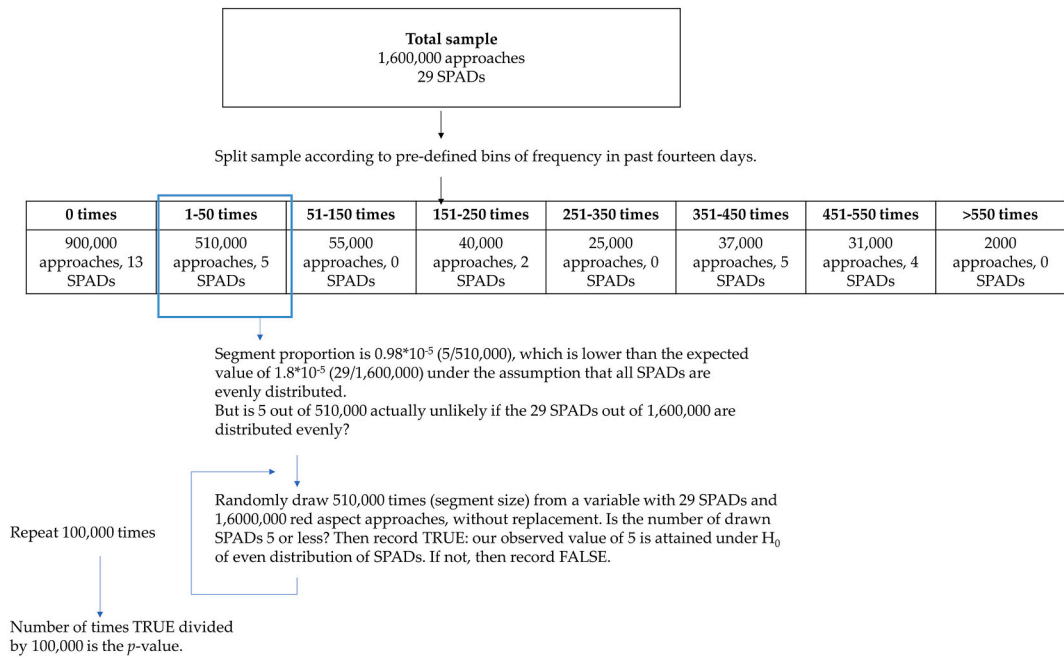 Total sample
1,600,000 approaches
29 SPADs
Split sample according to pre-defined bins of frequency in past fourteen days.
0 times 1-50 times 51-150 times 151-250 times 251-350 times 351-450 times 451-550 times >550 times
900,000 510,000 55,000 40,000 25,000 37,000 31,000 2000
approaches, 13 approaches, 5 approaches, 0 approaches, 2 approaches, 0 approaches, 5 approaches, 4 approaches, 0
SPADs SPADs SPADs SPADs SPADs SPADs SPADs SPADs
Segment proportion is 0.98*10⁻⁵ (5/510,000), which is lower than the expected
value of 1.8*10⁻⁵ (29/1,600,000) under the assumption that all SPADs are
evenly distributed.
But is 5 out of 510,000 actually unlikely if the 29 SPADs out of 1,600,000 are
distributed evenly?
Randomly draw 510,000 times (segment size) from a variable with 29 SPADs and
1,6000,000 red aspect approaches, without replacement. Is the number of drawn
SPADs 5 or less? Then record TRUE: our observed value of 5 is attained under H₀
of even distribution of SPADs. If not, then record FALSE.
Repeat 100,000 times
Number of times TRUE divided
by 100,000 is the p-value.